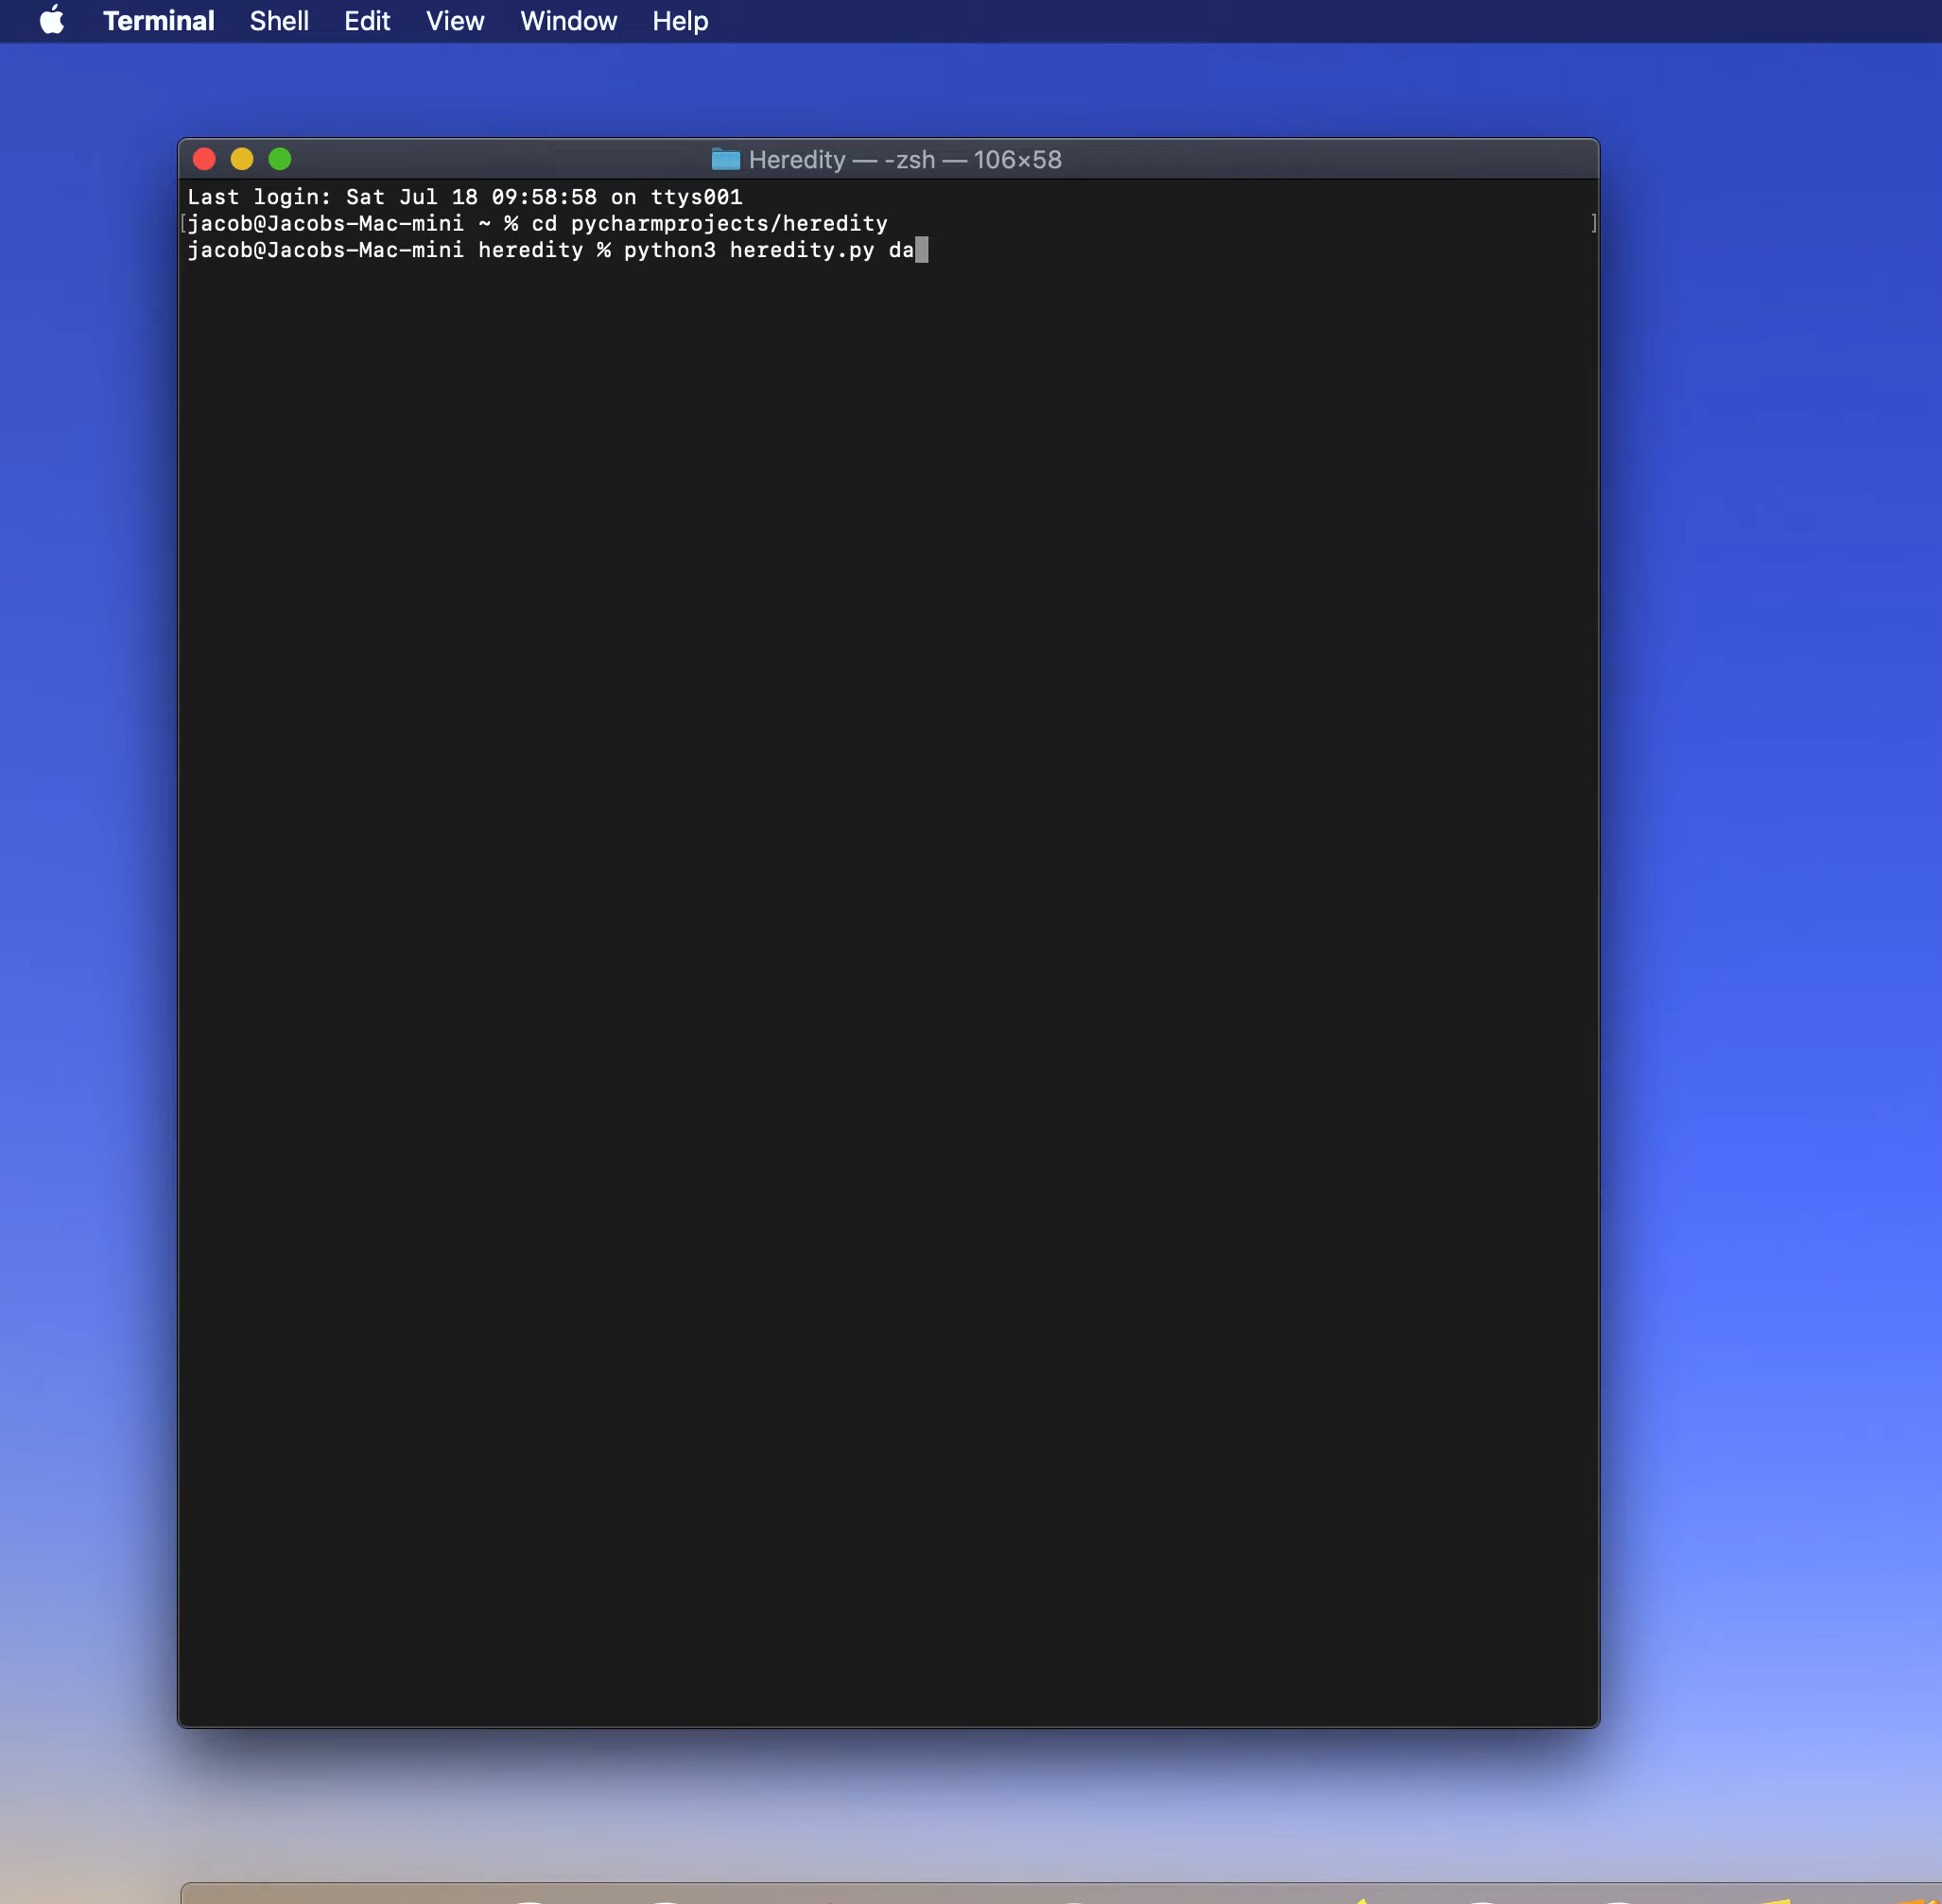 Terminal Shell Edit View Window Help
Heredity — -zsh — 106×58
Last login: Sat Jul 18 09:58:58 on ttys001
[jacob@Jacobs-Mac-mini ~ % cd pycharmprojects/heredity ]
jacob@Jacobs-Mac-mini heredity % python3 heredity.py da